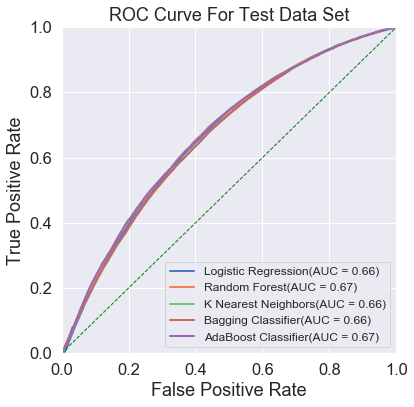 ROC Curve For Test Data Set
True Positive Rate
1.0
0.8
0.6
0.4
0.2
0.0
Logistic Regression(AUC = 0.66)
Random Forest(AUC = 0.67)
K Nearest Neighbors(AUC = 0.66)
Bagging Classifier(AUC = 0.66)
AdaBoost Classifier(AUC = 0.67)
0.0 0.2 0.4 0.6 0.8 1.0
False Positive Rate